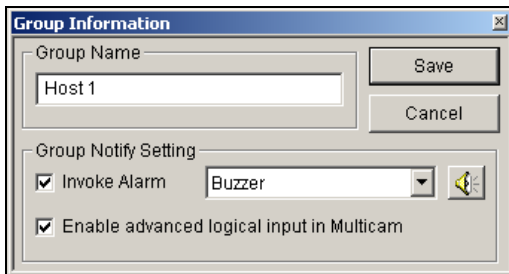 Group Information
Group Name
Host 1
Save
Cancel
Group Notify Setting
Invoke Alarm
Buzzer
Enable advanced logical input in Multicam